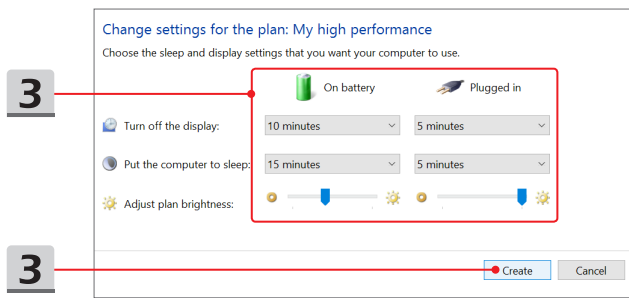 Change settings for the plan: My high performance
Choose the sleep and display settings that you want your computer to use.
3
On battery Plugged in
Turn off the display: 10 minutes 5 minutes
Put the computer to sleep: 15 minutes 5 minutes
Adjust plan brightness:
3
Create Cancel